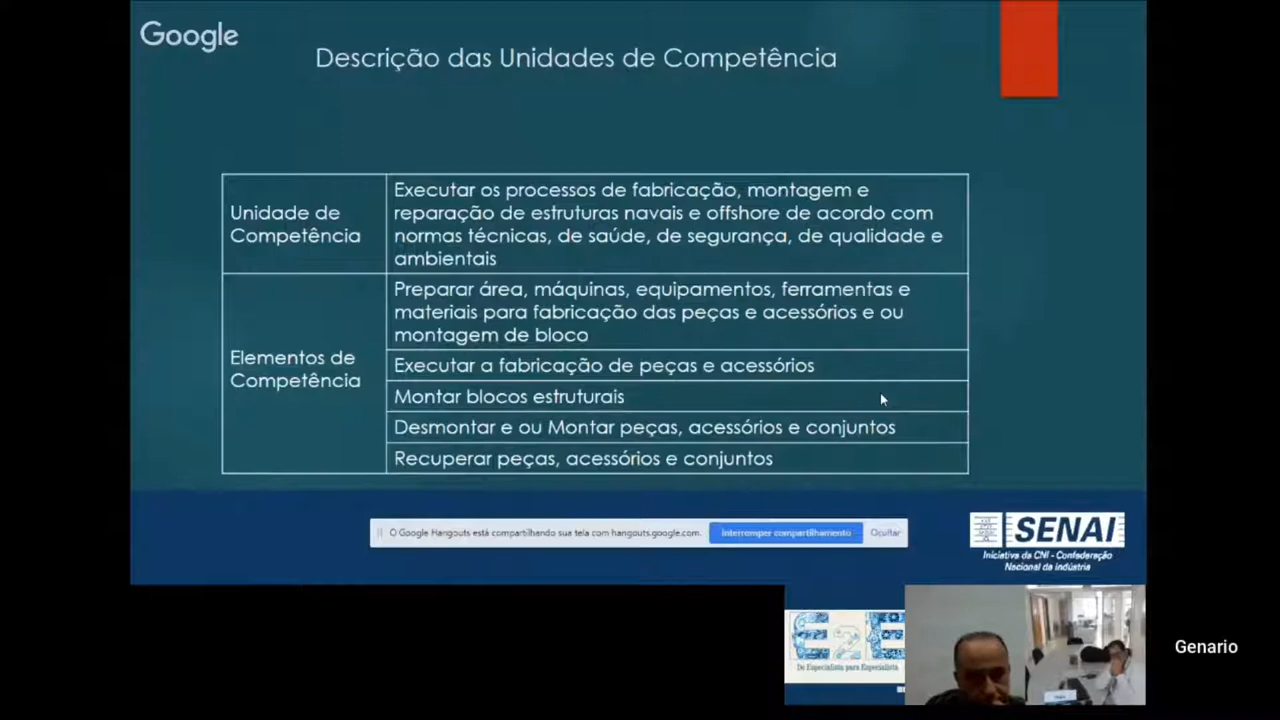 Google
Descrição das Unidades de Competência
Unidade de
Competência
Executar os processos de fabricação, montagem e
reparação de estruturas navais e offshore de acordo com
normas técnicas, de saúde, de segurança, de qualidade e
ambientais
Elementos de
Competência
Preparar área, máquinas, equipamentos, ferramentas e
materiais para fabricação das peças e acessórios e ou
montagem de bloco
Executar a fabricação de peças e acessórios
Montar blocos estruturais
Desmontar e ou Montar peças, acessórios e conjuntos
Recuperar peças, acessórios e conjuntos
O Google Hangouts está compartilhando sua tela com hangouts.google.com.
Interromper compartilhamento
Ocultar
SENAI
Iniciativa da CNI - Confederação
Nacional da Indústria
E2E
De Especialista para Especialista
Genario